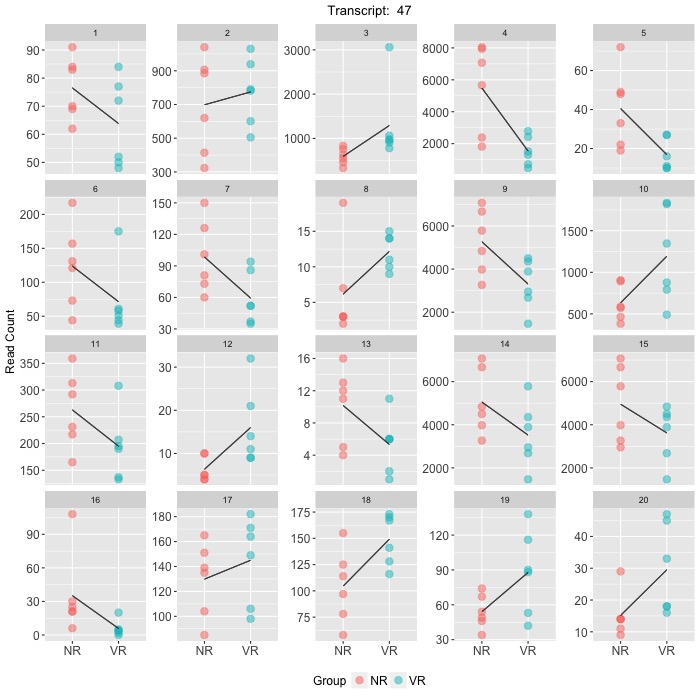 Transcript: 47
1 2 3 4 5
90 80 70 60 50
900 700 500 300
3000 2000 1000
8000 6000 4000 2000
60 40 20
6 7 8 9 10
200 150 100 50
150 120 90 60 30
15 10 5
6000 4000 2000
1500 1000 500
Read Count
11 12 13 14 15
350 300 250 200 150
30 20 10
16 12 8 4
6000 4000 2000
6000 4000 2000
16 17 18 19 20
90 60 30 0
180 160 140 120 100
175 150 125 100 75
120 90 60 30
40 30 20 10
NR VR NR VR NR VR NR VR NR VR
Group NR VR